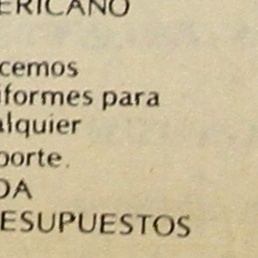 ERICANO
cemos
iformes para
alquier
porte.
DA
ESUPUESTOS